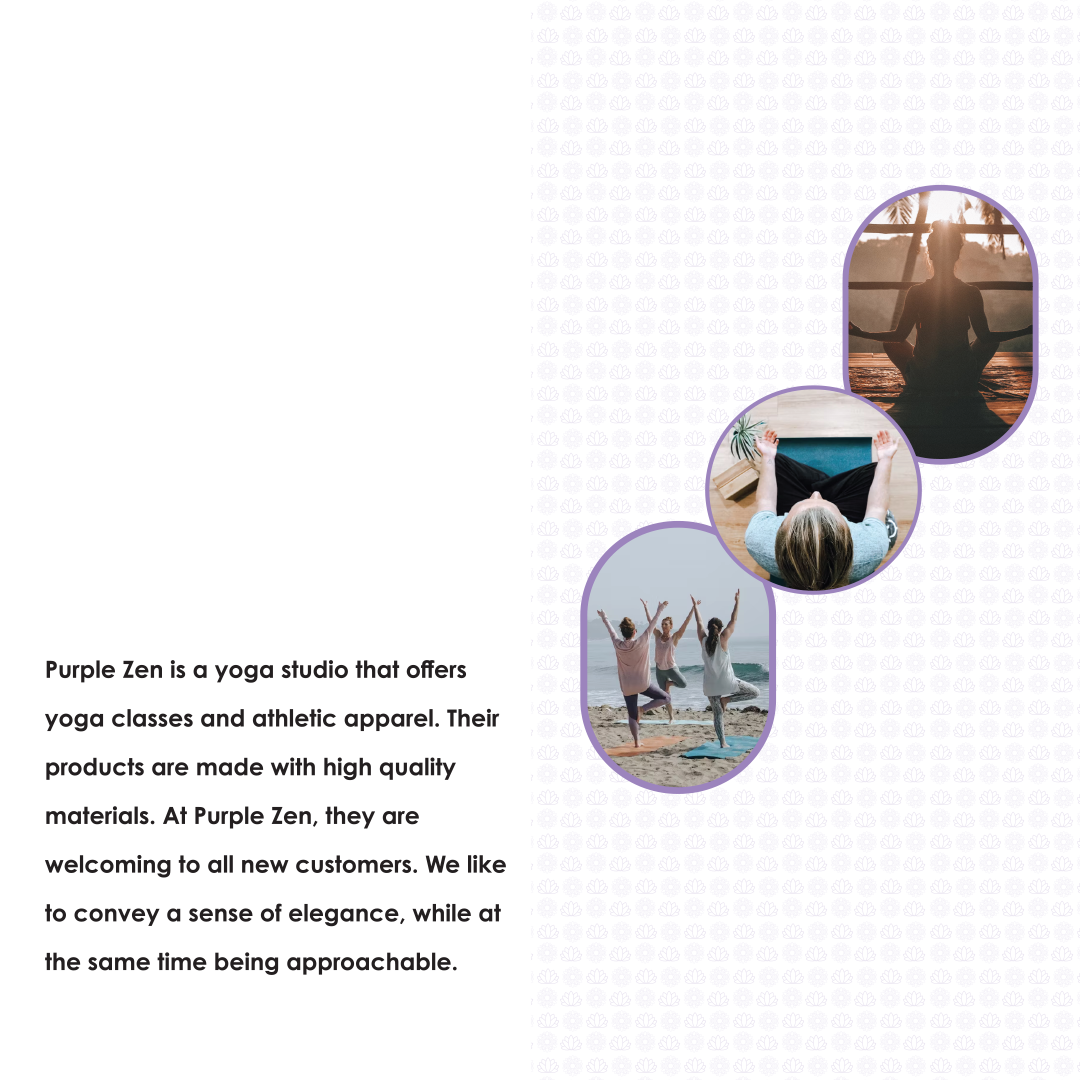 Purple Zen is a yoga studio that offers
yoga classes and athletic apparel. Their
products are made with high quality
materials. At Purple Zen, they are
welcoming to all new customers. We like
to convey a sense of elegance, while at
the same time being approachable.